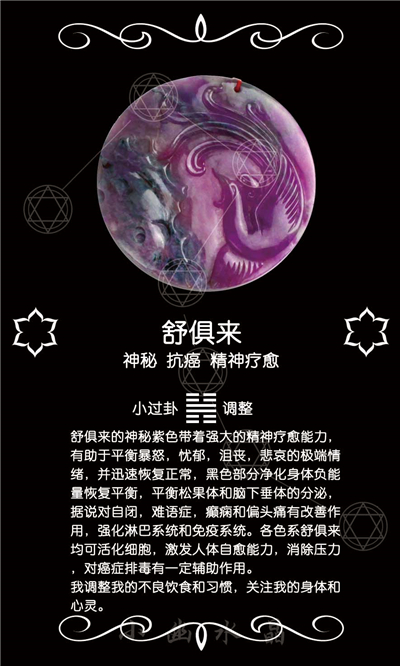 舒俱来
神秘 抗癌 精神疗愈
小过卦 调整
舒俱来的神秘紫色带着强大的精神疗愈能力,
有助于平衡暴怒，忧郁，沮丧，悲哀的极端情
绪，并迅速恢复正常，黑色部分净化身体负能
量恢复平衡，平衡松果体和脑下垂体的分泌，
据说对自闭，难语症，癫痫和偏头痛有改善作
用，强化淋巴系统和免疫系统。各色系舒俱来
均可活化细胞，激发人体自愈能力，消除压力
，对癌症排毒有一定辅助作用。
我调整我的不良饮食和习惯，关注我的身体和
心灵。
小幽水晶